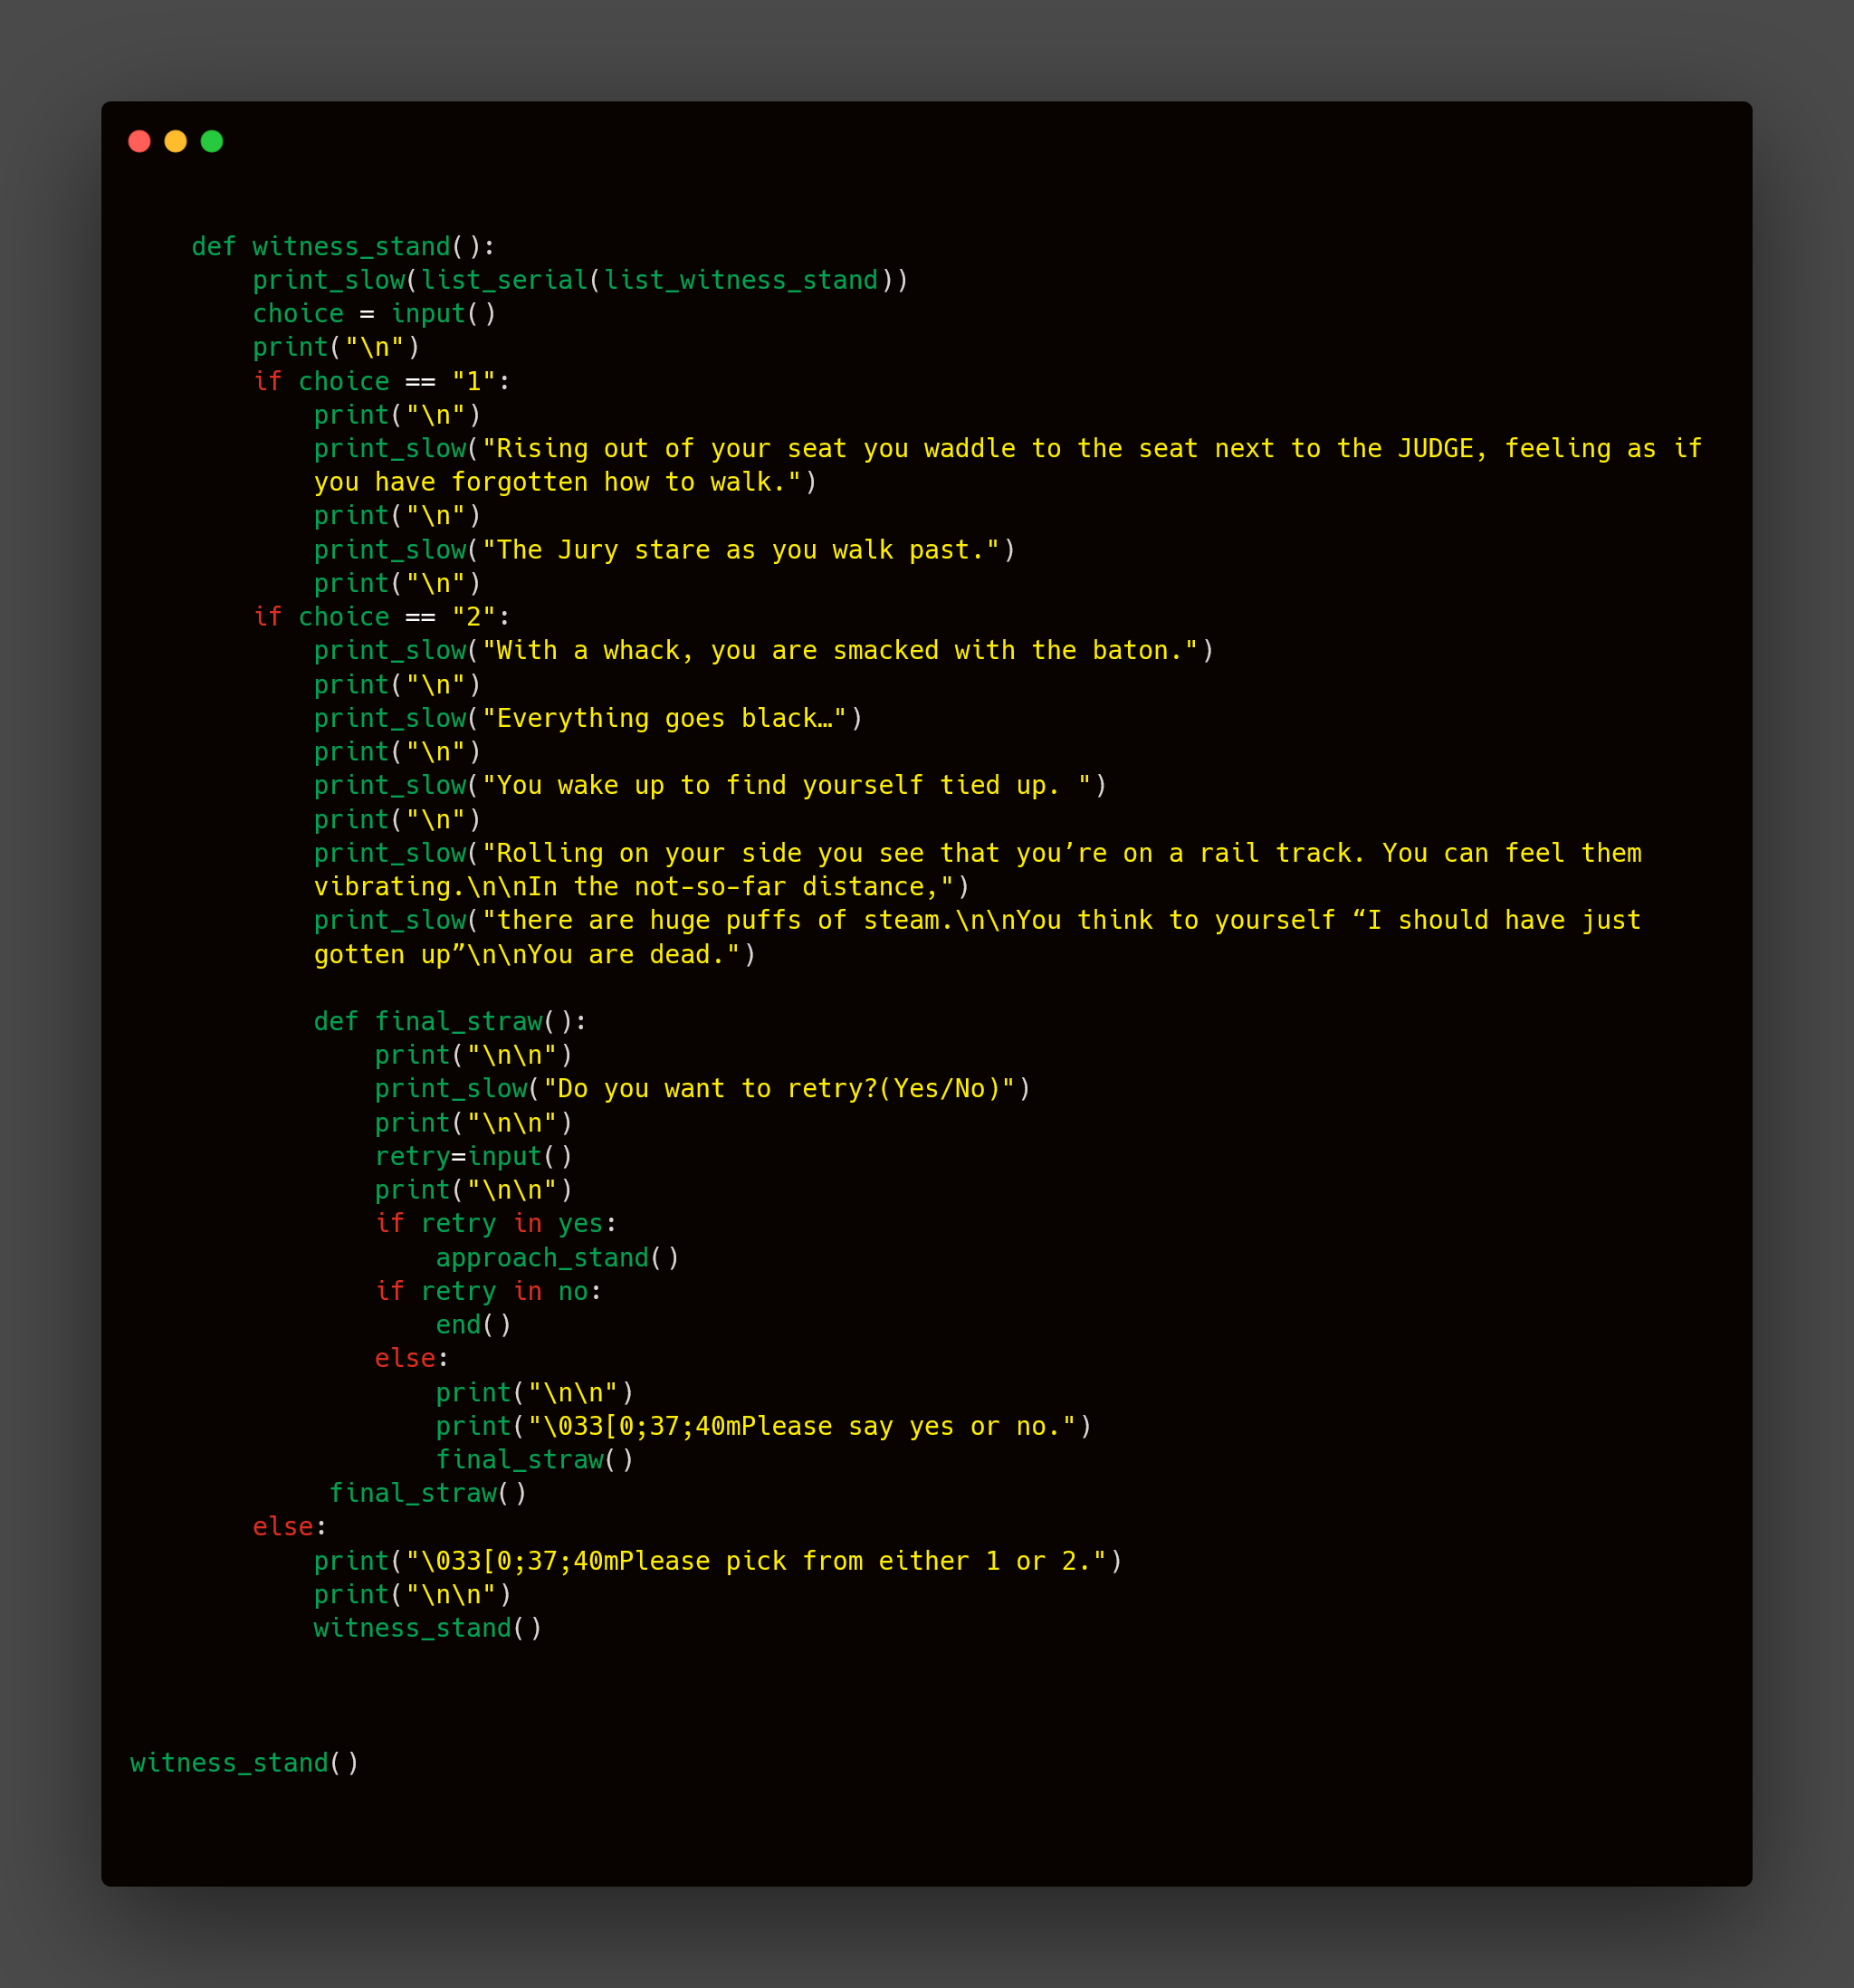 def witness_stand():
print_slow(list_serial(list_witness_stand))
choice = input()
print("\n")
if choice == "1":
print("\n")
print_slow("Rising out of your seat you waddle to the seat next to the JUDGE, feeling as if
you have forgotten how to walk.")
print("\n")
print_slow("The Jury stare as you walk past.")
print("\n")
if choice == "2":
print_slow("With a whack, you are smacked with the baton.")
print("\n")
print_slow("Everything goes black…")
print("\n")
print_slow("You wake up to find yourself tied up. ")
print("\n")
print_slow("Rolling on your side you see that you’re on a rail track. You can feel them
vibrating.\n\nIn the not-so-far distance,")
print_slow("there are huge puffs of steam.\n\nYou think to yourself “I should have just
gotten up”\n\nYou are dead.")
def final_straw():
print("\n\n")
print_slow("Do you want to retry?(Yes/No)")
print("\n\n")
retry=input()
print("\n\n")
if retry in yes:
approach_stand()
if retry in no:
end()
else:
print("\n\n")
print("\033[0;37;40mPlease say yes or no.")
final_straw()
final_straw()
else:
print("\033[0;37;40mPlease pick from either 1 or 2.")
print("\n\n")
witness_stand()
witness_stand()